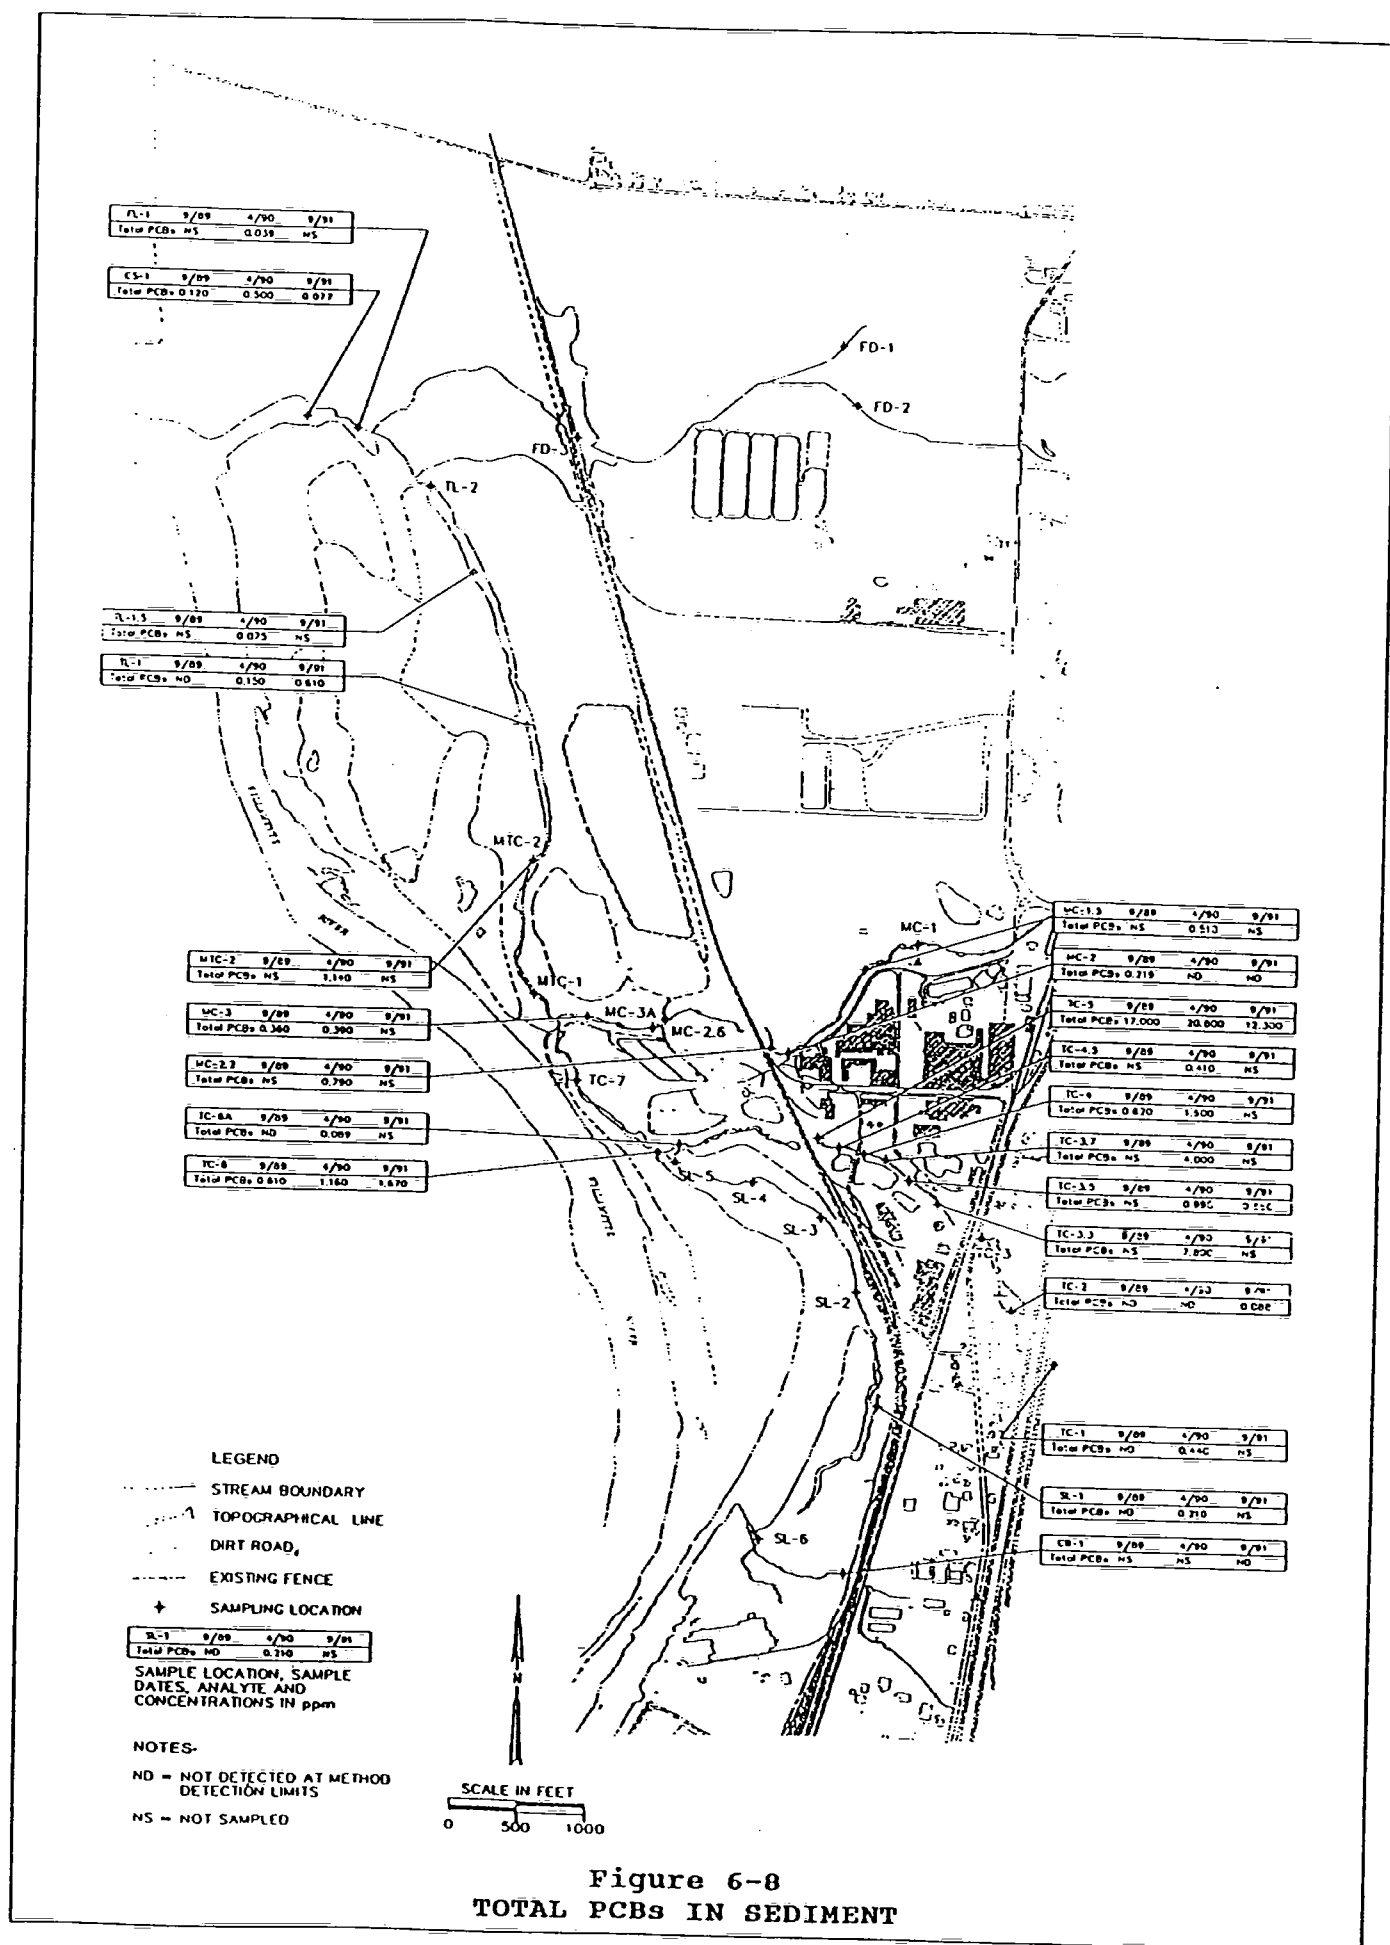 FL-1 9/89 4/90 9/91
Total PCBs NS 0.039 NS
CS-1 9/89 4/90 9/91
Total PCBs 0.120 0.500 0.077
FD-1
FD-2
FD-3
TL-2
TL-1.5 9/89 4/90 9/91
Total PCBs NS 0.075 NS
TL-1 9/89 4/90 9/91
Total PCBs ND 0.150 0.610
WILLAMETTE
RIVER
MTC-2
MC-1
MTC-1
MC-3A
MC-2.6
TC-7
MTC-2 9/89 4/90 9/91
Total PCBs NS 1.140 NS
MC-3 9/89 4/90 9/91
Total PCBs 0.360 0.390 NS
MC-2.2 9/89 4/90 9/91
Total PCBs NS 0.790 NS
TC-6A 9/89 4/90 9/91
Total PCBs ND 0.089 NS
TC-6 9/89 4/90 9/91
Total PCBs 0.610 1.160 1.670
MC-1.5 9/89 4/90 9/91
Total PCBs NS 0.513 NS
MC-2 9/89 4/90 9/91
Total PCBs 0.219 ND ND
TC-5 9/89 4/90 9/91
Total PCBs 17.000 20.800 12.300
TC-4.5 9/89 4/90 9/91
Total PCBs NS 0.410 NS
TC-4 9/89 4/90 9/91
Total PCBs 0.820 1.500 NS
TC-3.7 9/89 4/90 9/91
Total PCBs NS 4.000 NS
TC-3.5 9/89 4/90 9/91
Total PCBs NS
TC-3.3 9/89 4/90
Total PCBs NS NS
TC-2 9/89 4/90
Total PCBs ND ND 0.088
SL-5
SL-4
SL-3
SL-2
WILLAMETTE
TC-1 9/89 4/90 9/91
Total PCBs ND 0.440 NS
SL-1 9/89 4/90 9/91
Total PCBs ND 0.210 NS
CB-1 9/89 4/90 9/91
Total PCBs NS NS ND
SL-6
LEGEND
STREAM BOUNDARY
TOPOGRAPHICAL LINE
DIRT ROAD
EXISTING FENCE
SAMPLING LOCATION
SL-1 9/89 4/90 9/91
Total PCBs ND 0.210 NS
SAMPLE LOCATION, SAMPLE
DATES, ANALYTE AND
CONCENTRATIONS IN ppm
N
NOTES-
ND = NOT DETECTED AT METHOD
DETECTION LIMITS
NS = NOT SAMPLED
SCALE IN FEET
0 500 1000
Figure 6-8
TOTAL PCBs IN SEDIMENT